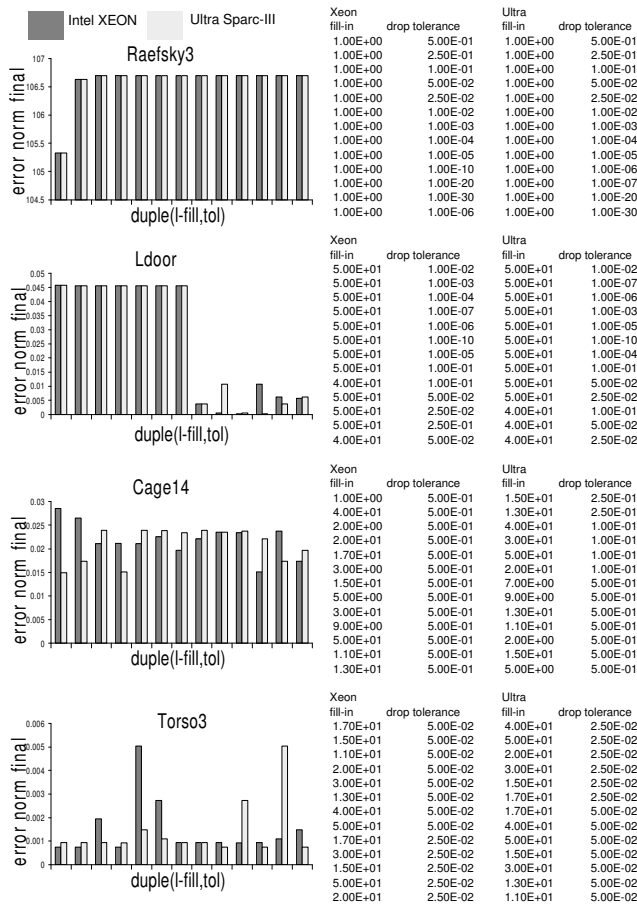 Intel XEON
Ultra Sparc-III
Raefsky3
error norm final
107
106.5
106
105.5
105
104.5
duple(l-fill,tol)
Xeon Ultra
fill-in drop tolerance fill-in drop tolerance
1.00E+00 5.00E-01 1.00E+00 5.00E-01
1.00E+00 2.50E-01 1.00E+00 2.50E-01
1.00E+00 1.00E-01 1.00E+00 1.00E-01
1.00E+00 5.00E-02 1.00E+00 5.00E-02
1.00E+00 2.50E-02 1.00E+00 2.50E-02
1.00E+00 1.00E-02 1.00E+00 1.00E-02
1.00E+00 1.00E-03 1.00E+00 1.00E-03
1.00E+00 1.00E-04 1.00E+00 1.00E-04
1.00E+00 1.00E-05 1.00E+00 1.00E-05
1.00E+00 1.00E-10 1.00E+00 1.00E-06
1.00E+00 1.00E-20 1.00E+00 1.00E-07
1.00E+00 1.00E-30 1.00E+00 1.00E-20
1.00E+00 1.00E-06 1.00E+00 1.00E-30
Ldoor
error norm final
0.05
0.045
0.04
0.035
0.03
0.025
0.02
0.015
0.01
0.005
0
duple(l-fill,tol)
Xeon Ultra
fill-in drop tolerance fill-in drop tolerance
5.00E+01 1.00E-02 5.00E+01 1.00E-02
5.00E+01 1.00E-03 5.00E+01 1.00E-07
5.00E+01 1.00E-04 5.00E+01 1.00E-06
5.00E+01 1.00E-07 5.00E+01 1.00E-03
5.00E+01 1.00E-06 5.00E+01 1.00E-05
5.00E+01 1.00E-10 5.00E+01 1.00E-10
5.00E+01 1.00E-05 5.00E+01 1.00E-04
5.00E+01 1.00E-01 5.00E+01 1.00E-01
4.00E+01 1.00E-01 4.00E+01 5.00E-02
5.00E+01 5.00E-02 5.00E+01 2.50E-02
5.00E+01 2.50E-02 4.00E+01 1.00E-01
5.00E+01 2.50E-01 5.00E+01 5.00E-02
4.00E+01 5.00E-02 4.00E+01 2.50E-02
Cage14
error norm final
0.03
0.025
0.02
0.015
0.01
0.005
0
duple(l-fill,tol)
Xeon Ultra
fill-in drop tolerance fill-in drop tolerance
1.00E+00 5.00E-01 1.50E+01 2.50E-01
4.00E+01 5.00E-01 1.30E+01 2.50E-01
2.00E+00 5.00E-01 4.00E+01 1.00E-01
2.00E+01 5.00E-01 3.00E+01 1.00E-01
1.70E+01 5.00E-01 5.00E+01 1.00E-01
3.00E+00 5.00E-01 2.00E+01 1.00E-01
1.50E+01 5.00E-01 7.00E+00 5.00E-01
5.00E+00 5.00E-01 9.00E+00 5.00E-01
3.00E+01 5.00E-01 1.30E+01 5.00E-01
9.00E+00 5.00E-01 1.10E+01 5.00E-01
5.00E+01 5.00E-01 2.00E+00 5.00E-01
1.10E+01 5.00E-01 1.50E+01 5.00E-01
1.30E+01 5.00E-01 5.00E+00 5.00E-01
Torso3
error norm final
0.006
0.005
0.004
0.003
0.002
0.001
0
duple(l-fill,tol)
Xeon Ultra
fill-in drop tolerance fill-in drop tolerance
1.70E+01 5.00E-02 4.00E+01 2.50E-02
1.50E+01 5.00E-02 5.00E+01 2.50E-02
1.10E+01 5.00E-02 2.00E+01 2.50E-02
2.00E+01 5.00E-02 3.00E+01 2.50E-02
3.00E+01 5.00E-02 1.50E+01 2.50E-02
1.30E+01 5.00E-02 1.70E+01 2.50E-02
4.00E+01 5.00E-02 1.70E+01 5.00E-02
5.00E+01 5.00E-02 4.00E+01 5.00E-02
1.70E+01 2.50E-02 5.00E+01 5.00E-02
3.00E+01 2.50E-02 1.50E+01 5.00E-02
1.50E+01 2.50E-02 3.00E+01 5.00E-02
5.00E+01 2.50E-02 1.30E+01 5.00E-02
2.00E+01 2.50E-02 1.10E+01 5.00E-02